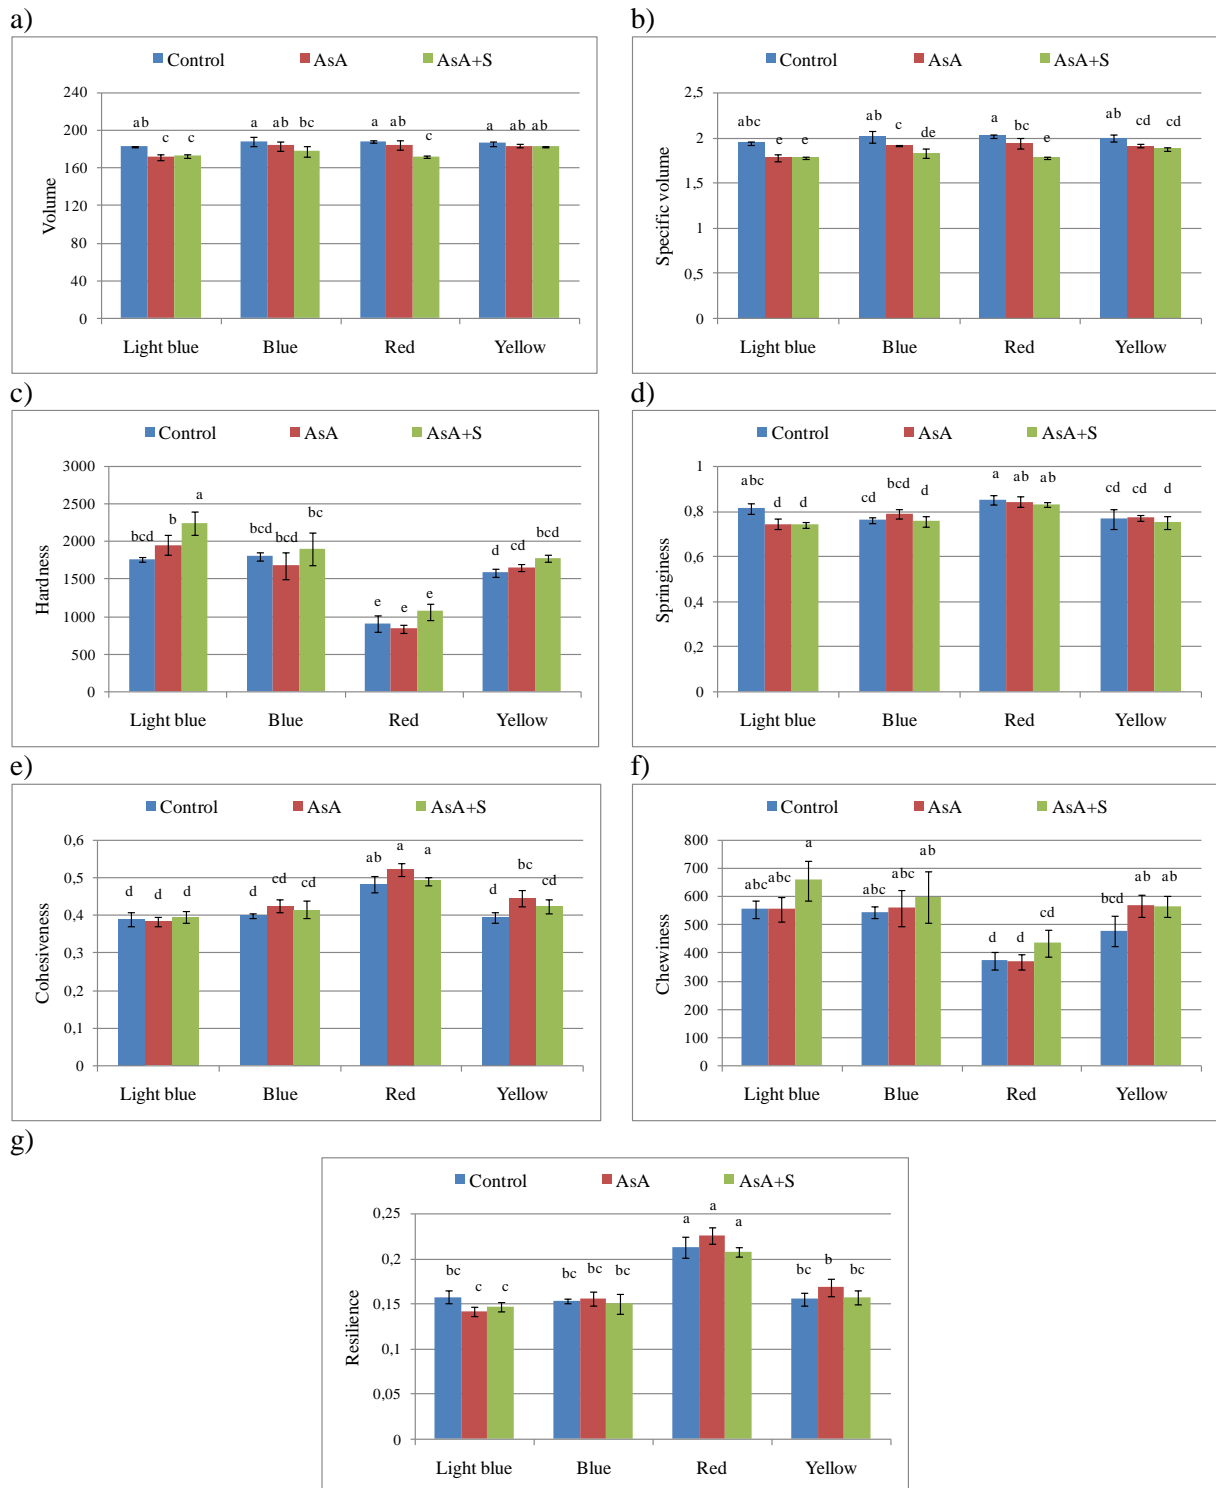 a)
Control AsA AsA+S
Volume
240
200
160
120
80
40
0
ab c c a ab bc a ab c a ab ab
Light blue Blue Red Yellow
b)
Control AsA AsA+S
Specific volume
2,5
2
1,5
1
0,5
0
abc e e ab c de a bc e ab cd cd
Light blue Blue Red Yellow
c)
Control AsA AsA+S
Hardness
3000
2500
2000
1500
1000
500
0
bcd b a bcd bcd bc e e e d cd bcd
Light blue Blue Red Yellow
d)
Control AsA AsA+S
Springiness
1
0,8
0,6
0,4
0,2
0
abc d d cd bcd d a ab ab cd cd d
Light blue Blue Red Yellow
e)
Control AsA AsA+S
Cohesiveness
0,6
0,5
0,4
0,3
0,2
0,1
0
d d d d cd cd ab a a d bc cd
Light blue Blue Red Yellow
f)
Control AsA AsA+S
Chewiness
800
700
600
500
400
300
200
100
0
abc abc a abc abc ab d d cd bcd ab ab
Light blue Blue Red Yellow
g)
Control AsA AsA+S
Resilience
0,25
0,2
0,15
0,1
0,05
0
bc c c bc bc bc a a a bc b bc
Light blue Blue Red Yellow